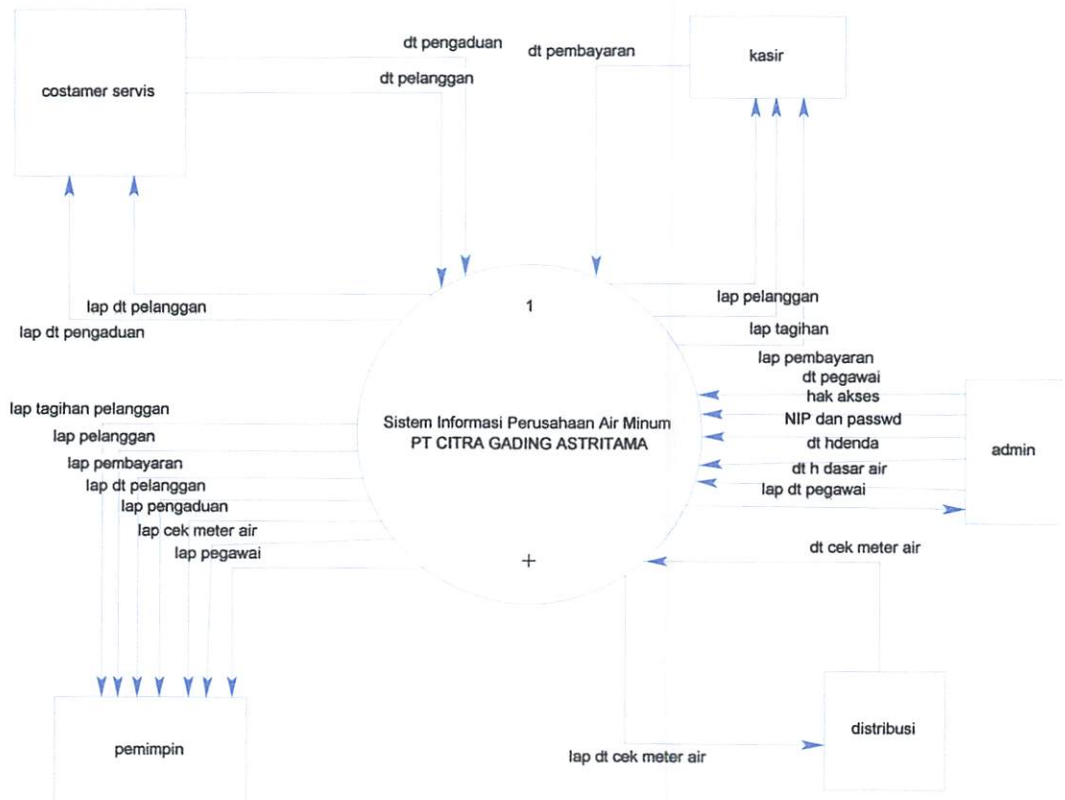 costamer servis
dt pengaduan
dt pelanggan
dt pembayaran
kasir
lap dt pelanggan
lap dt pengaduan
1
lap pelanggan
lap tagihan
lap pembayaran
dt pegawai
hak akses
NIP dan passwd
dt hdenda
dt h dasar air
lap dt pegawai
admin
Sistem Informasi Perusahaan Air Minum
PT CITRA GADING ASTRITAMA
+
lap tagihan pelanggan
lap pelanggan
lap pembayaran
lap dt pelanggan
lap pengaduan
lap cek meter air
lap pegawai
pemimpin
dt cek meter air
distribusi
lap dt cek meter air